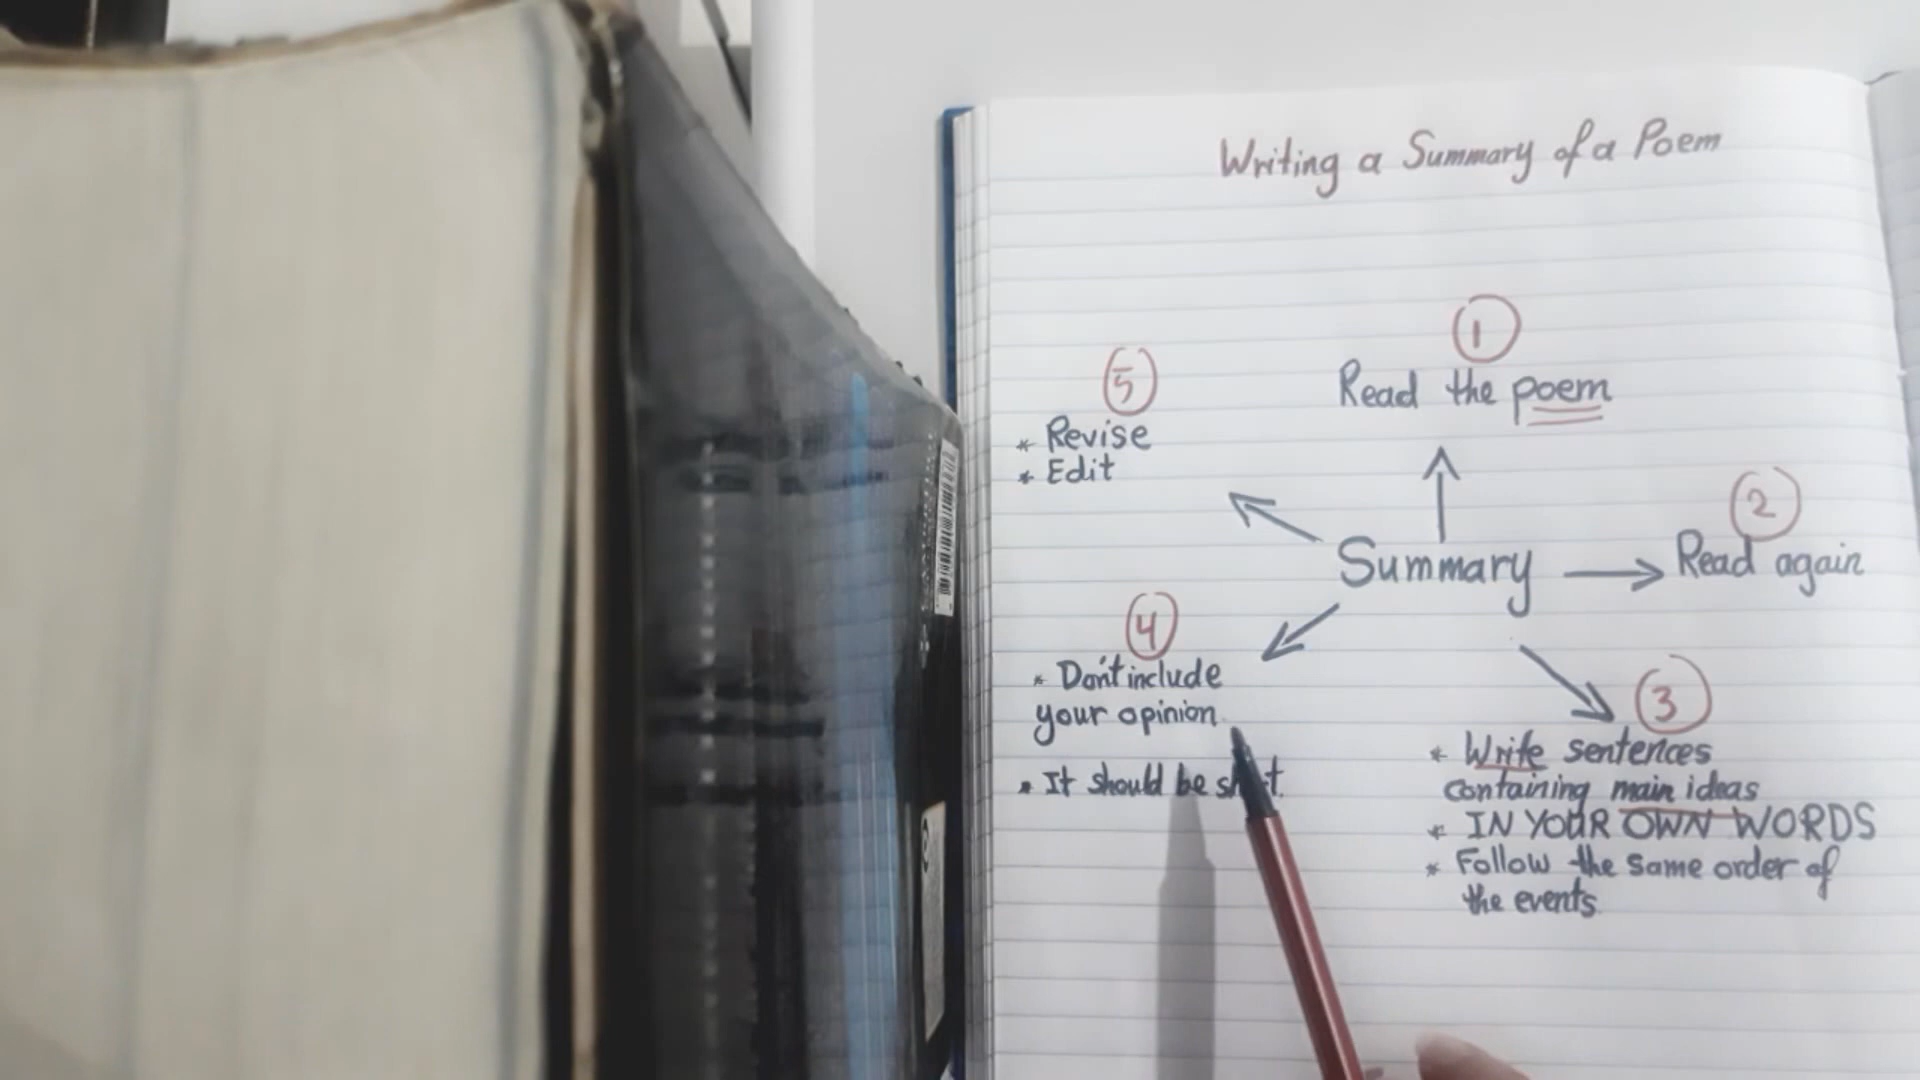 Writing a Summary of a Poem
1
Read the poem
2
Read again
Summary
3
* Write sentences
containing main ideas
* IN YOUR OWN WORDS
* Follow the same order of
the events
4
* Don't include
your opinion
* It should be
5
* Revise
* Edit